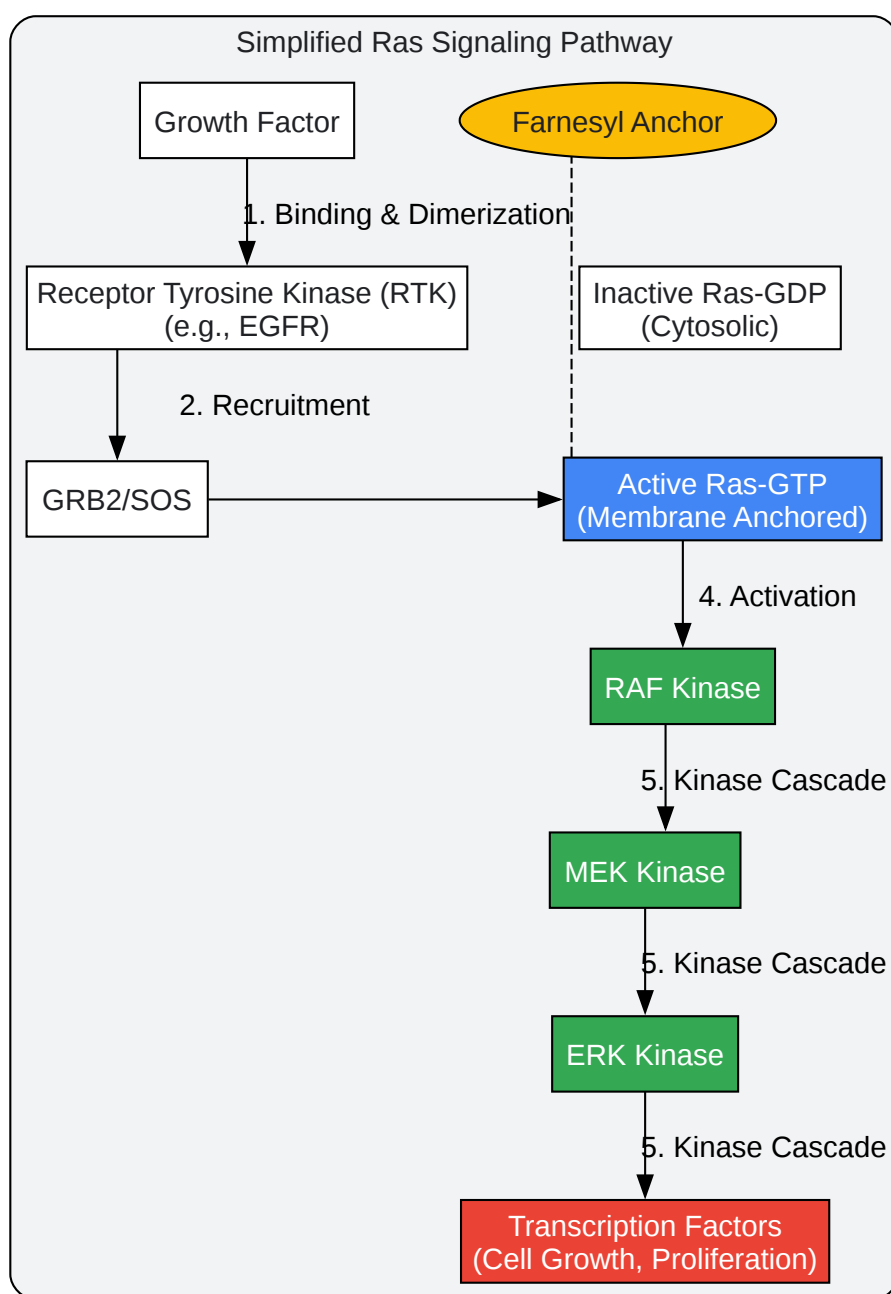 Simplified Ras Signaling Pathway
Growth Factor
Farnesyl Anchor
1. Binding & Dimerization
Receptor Tyrosine Kinase (RTK)
(e.g., EGFR)
Inactive Ras-GDP
(Cytosolic)
2. Recruitment
GRB2/SOS
Active Ras-GTP
(Membrane Anchored)
4. Activation
RAF Kinase
5. Kinase Cascade
MEK Kinase
5. Kinase Cascade
ERK Kinase
5. Kinase Cascade
Transcription Factors
(Cell Growth, Proliferation)